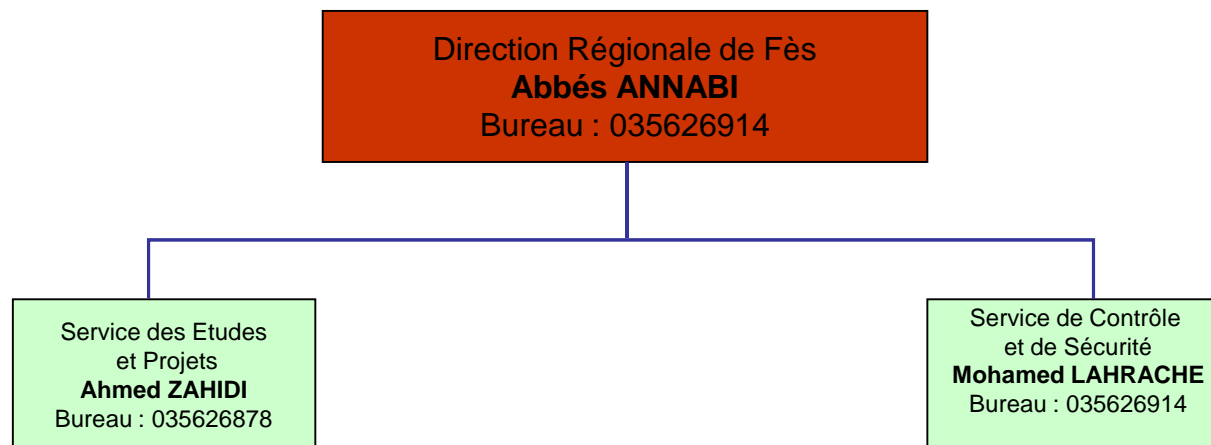 Direction Régionale de Fès
Abbés ANNABI
Bureau : 035626914
Service des Etudes
et Projets
Ahmed ZAHIDI
Bureau : 035626878
Service de Contrôle
et de Sécurité
Mohamed LAHRACHE
Bureau : 035626914